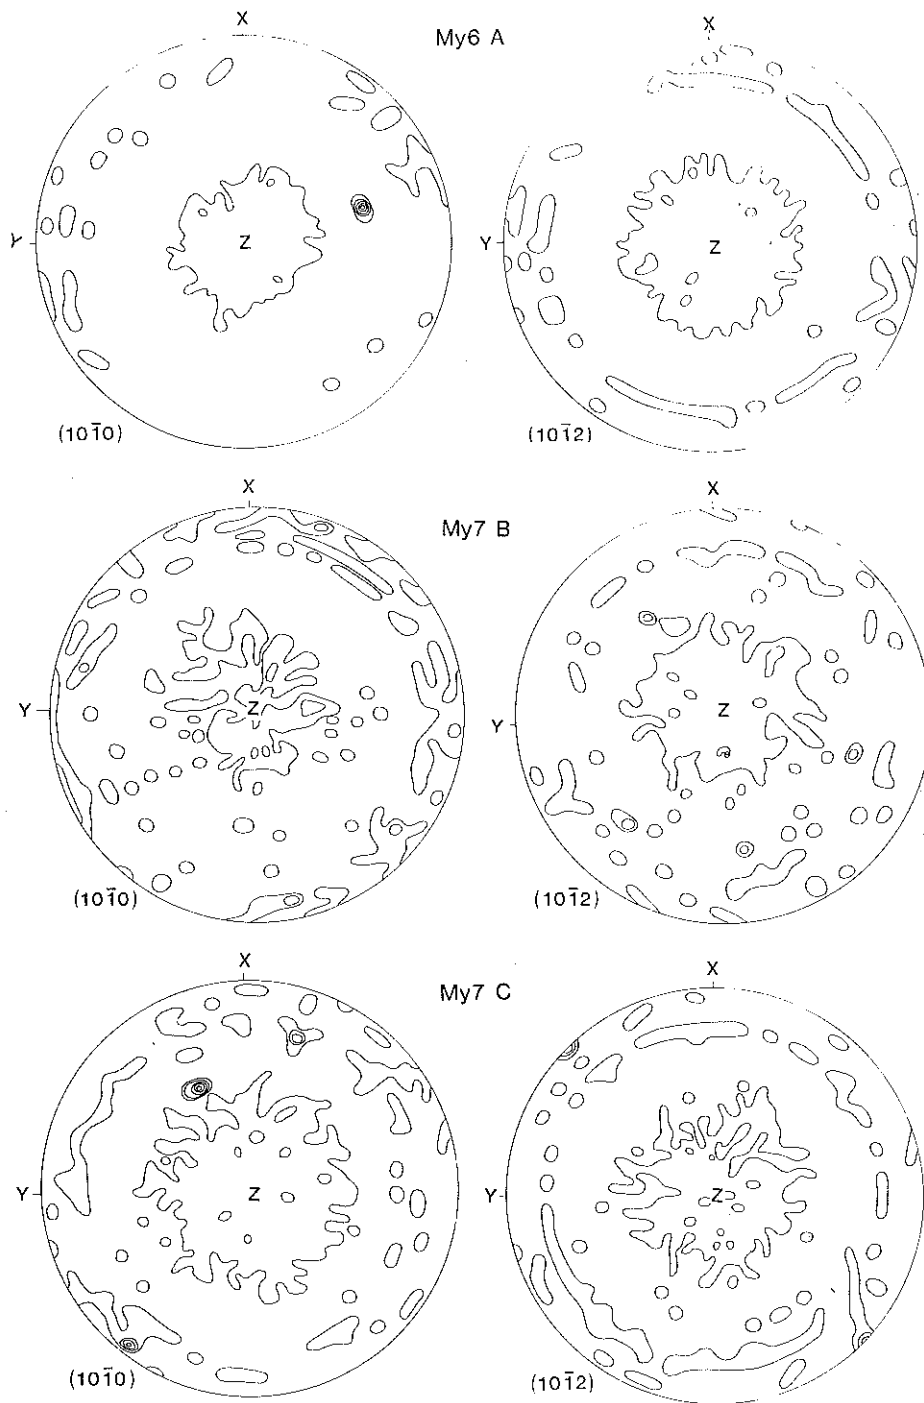 X
My6 A
X
Y
Z
Y
Z
(101̄0)
(101̄2)
X
My7 B
X
Y
Z
Y
Z
(101̄0)
(101̄2)
X
My7 C
X
Y
Z
Y
Z
(101̄0)
(101̄2)